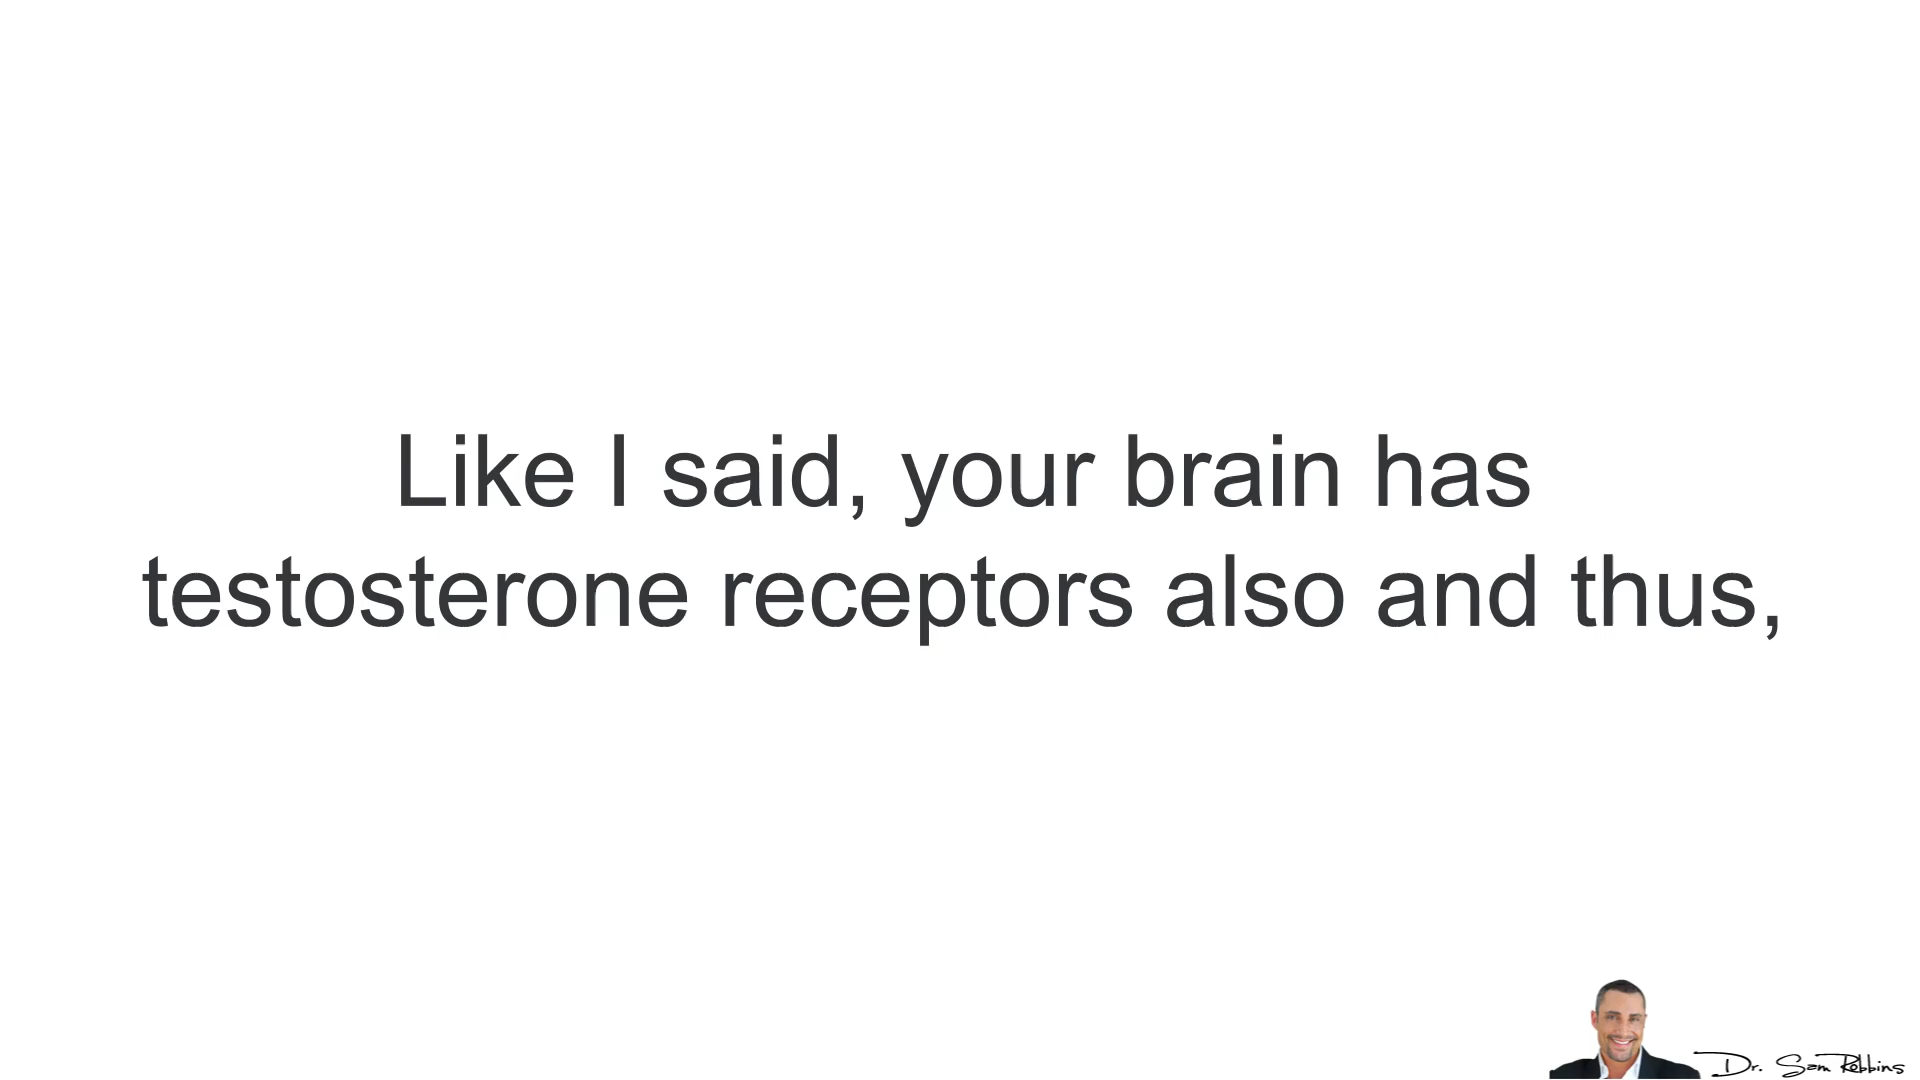 Like I said, your brain has
testosterone receptors also and thus,
Dr. Sam Robbins